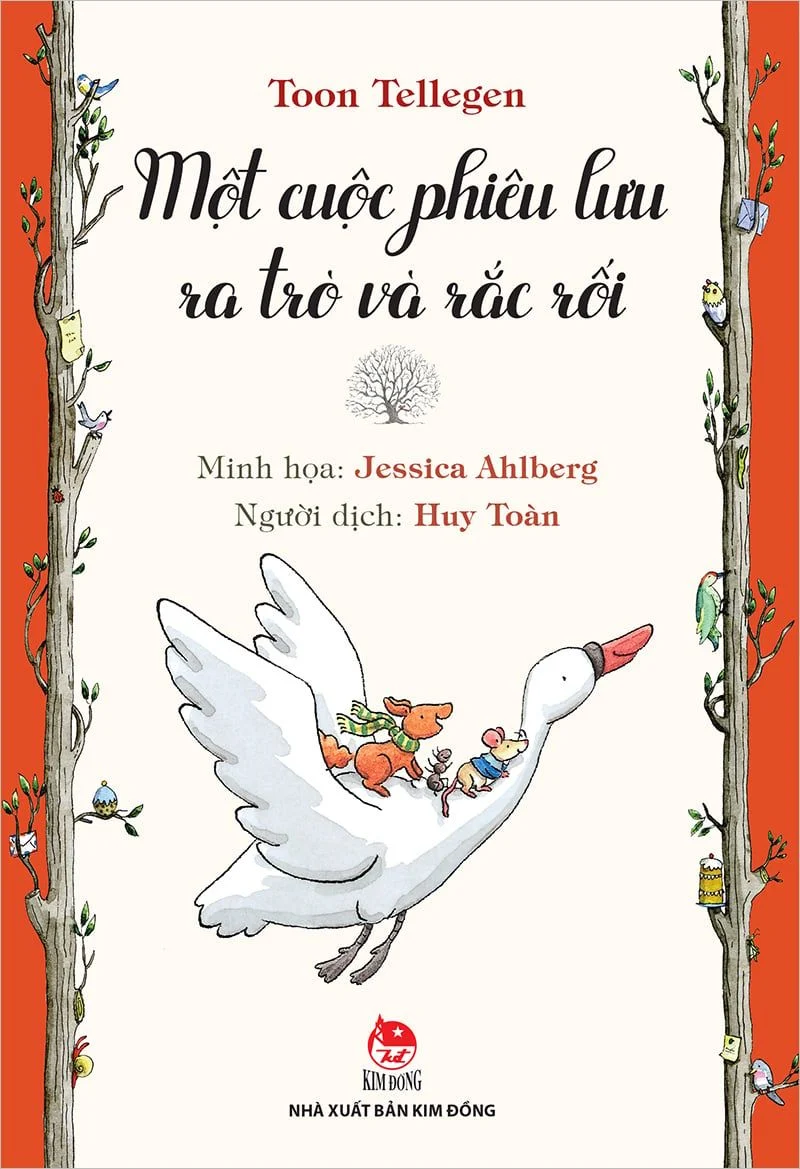 Toon Tellegen
Một cuộc phiêu lưu
ra trò và rắc rối
Minh họa: Jessica Ahlberg
Người dịch: Huy Toàn
KIM ĐỒNG
NHÀ XUẤT BẢN KIM ĐỒNG